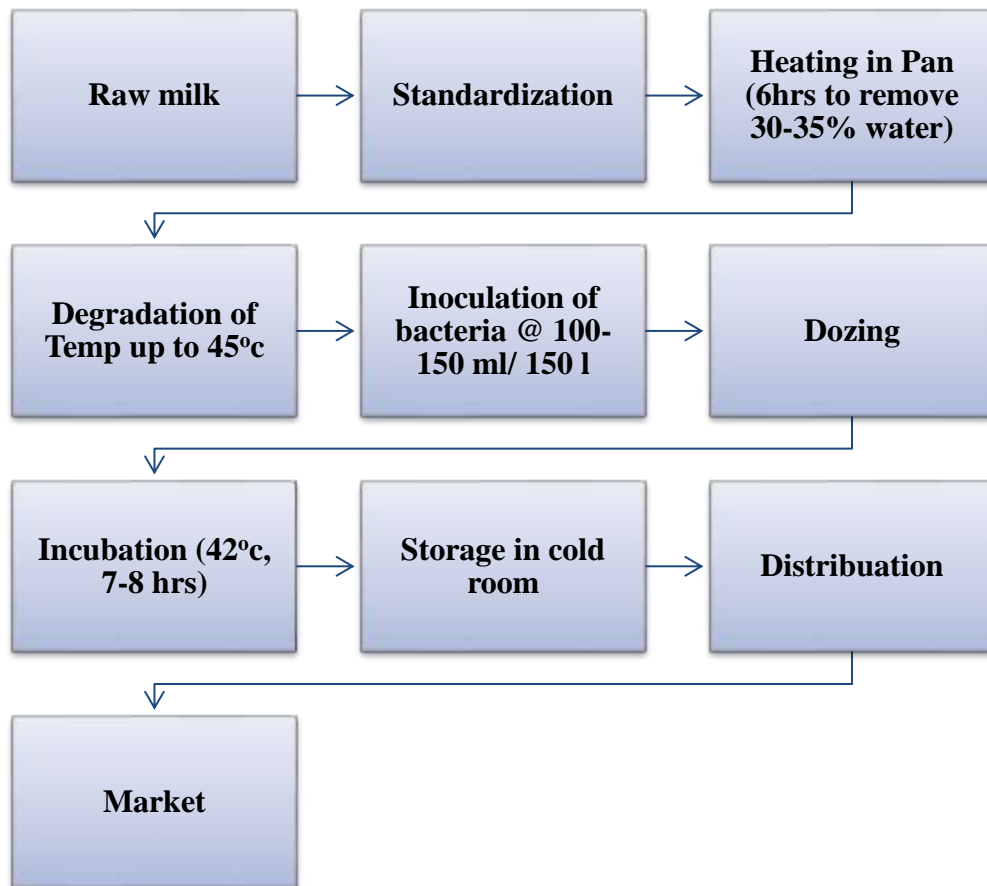 Raw milk
Standardization
Heating in Pan
(6hrs to remove
30-35% water)
Degradation of
Temp up to 45ºc
Inoculation of
bacteria @ 100-
150 ml/ 150 l
Dozing
Incubation (42ºc,
7-8 hrs)
Storage in cold
room
Distribuation
Market